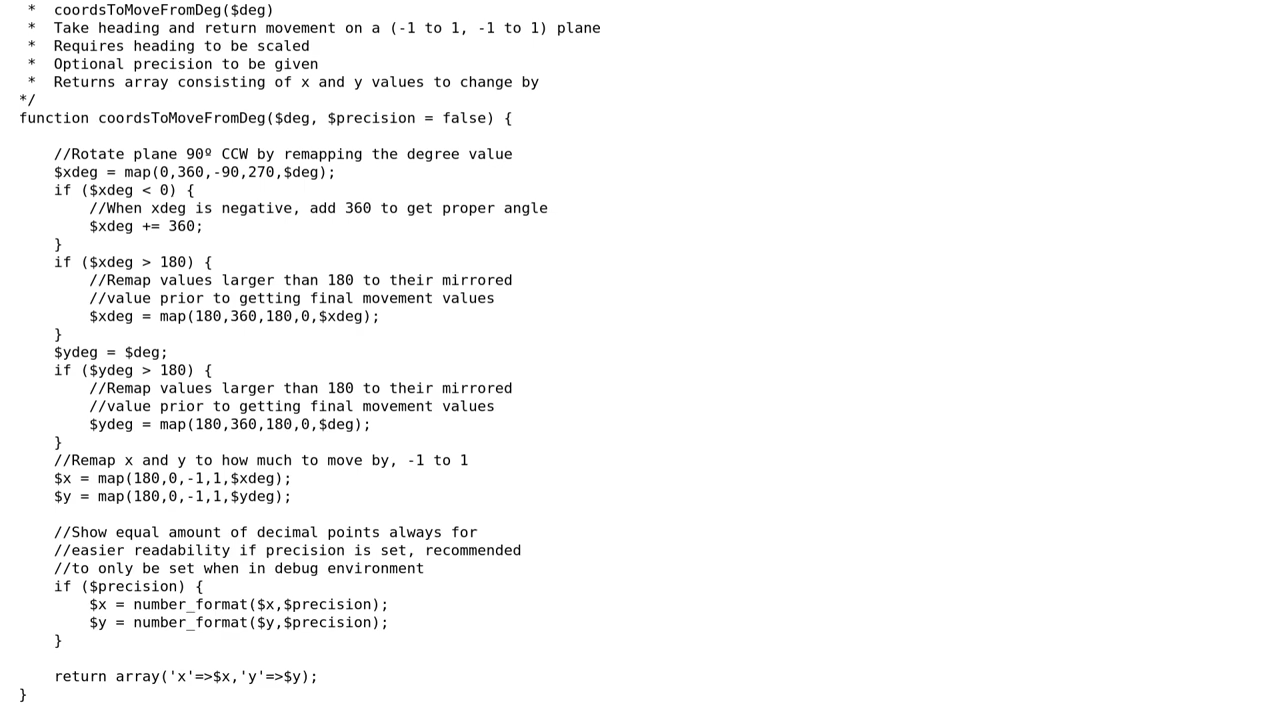 *  coordsToMoveFromDeg($deg)
 *  Take heading and return movement on a (-1 to 1, -1 to 1) plane
 *  Requires heading to be scaled
 *  Optional precision to be given
 *  Returns array consisting of x and y values to change by
*/
function coordsToMoveFromDeg($deg, $precision = false) {

    //Rotate plane 90º CCW by remapping the degree value
    $xdeg = map(0,360,-90,270,$deg);
    if ($xdeg < 0) {
        //When xdeg is negative, add 360 to get proper angle
        $xdeg += 360;
    }
    if ($xdeg > 180) {
        //Remap values larger than 180 to their mirrored
        //value prior to getting final movement values
        $xdeg = map(180,360,180,0,$xdeg);
    }
    $ydeg = $deg;
    if ($ydeg > 180) {
        //Remap values larger than 180 to their mirrored
        //value prior to getting final movement values
        $ydeg = map(180,360,180,0,$deg);
    }
    //Remap x and y to how much to move by, -1 to 1
    $x = map(180,0,-1,1,$xdeg);
    $y = map(180,0,-1,1,$ydeg);

    //Show equal amount of decimal points always for
    //easier readability if precision is set, recommended
    //to only be set when in debug environment
    if ($precision) {
        $x = number_format($x,$precision);
        $y = number_format($y,$precision);
    }

    return array('x'=>$x,'y'=>$y);
}